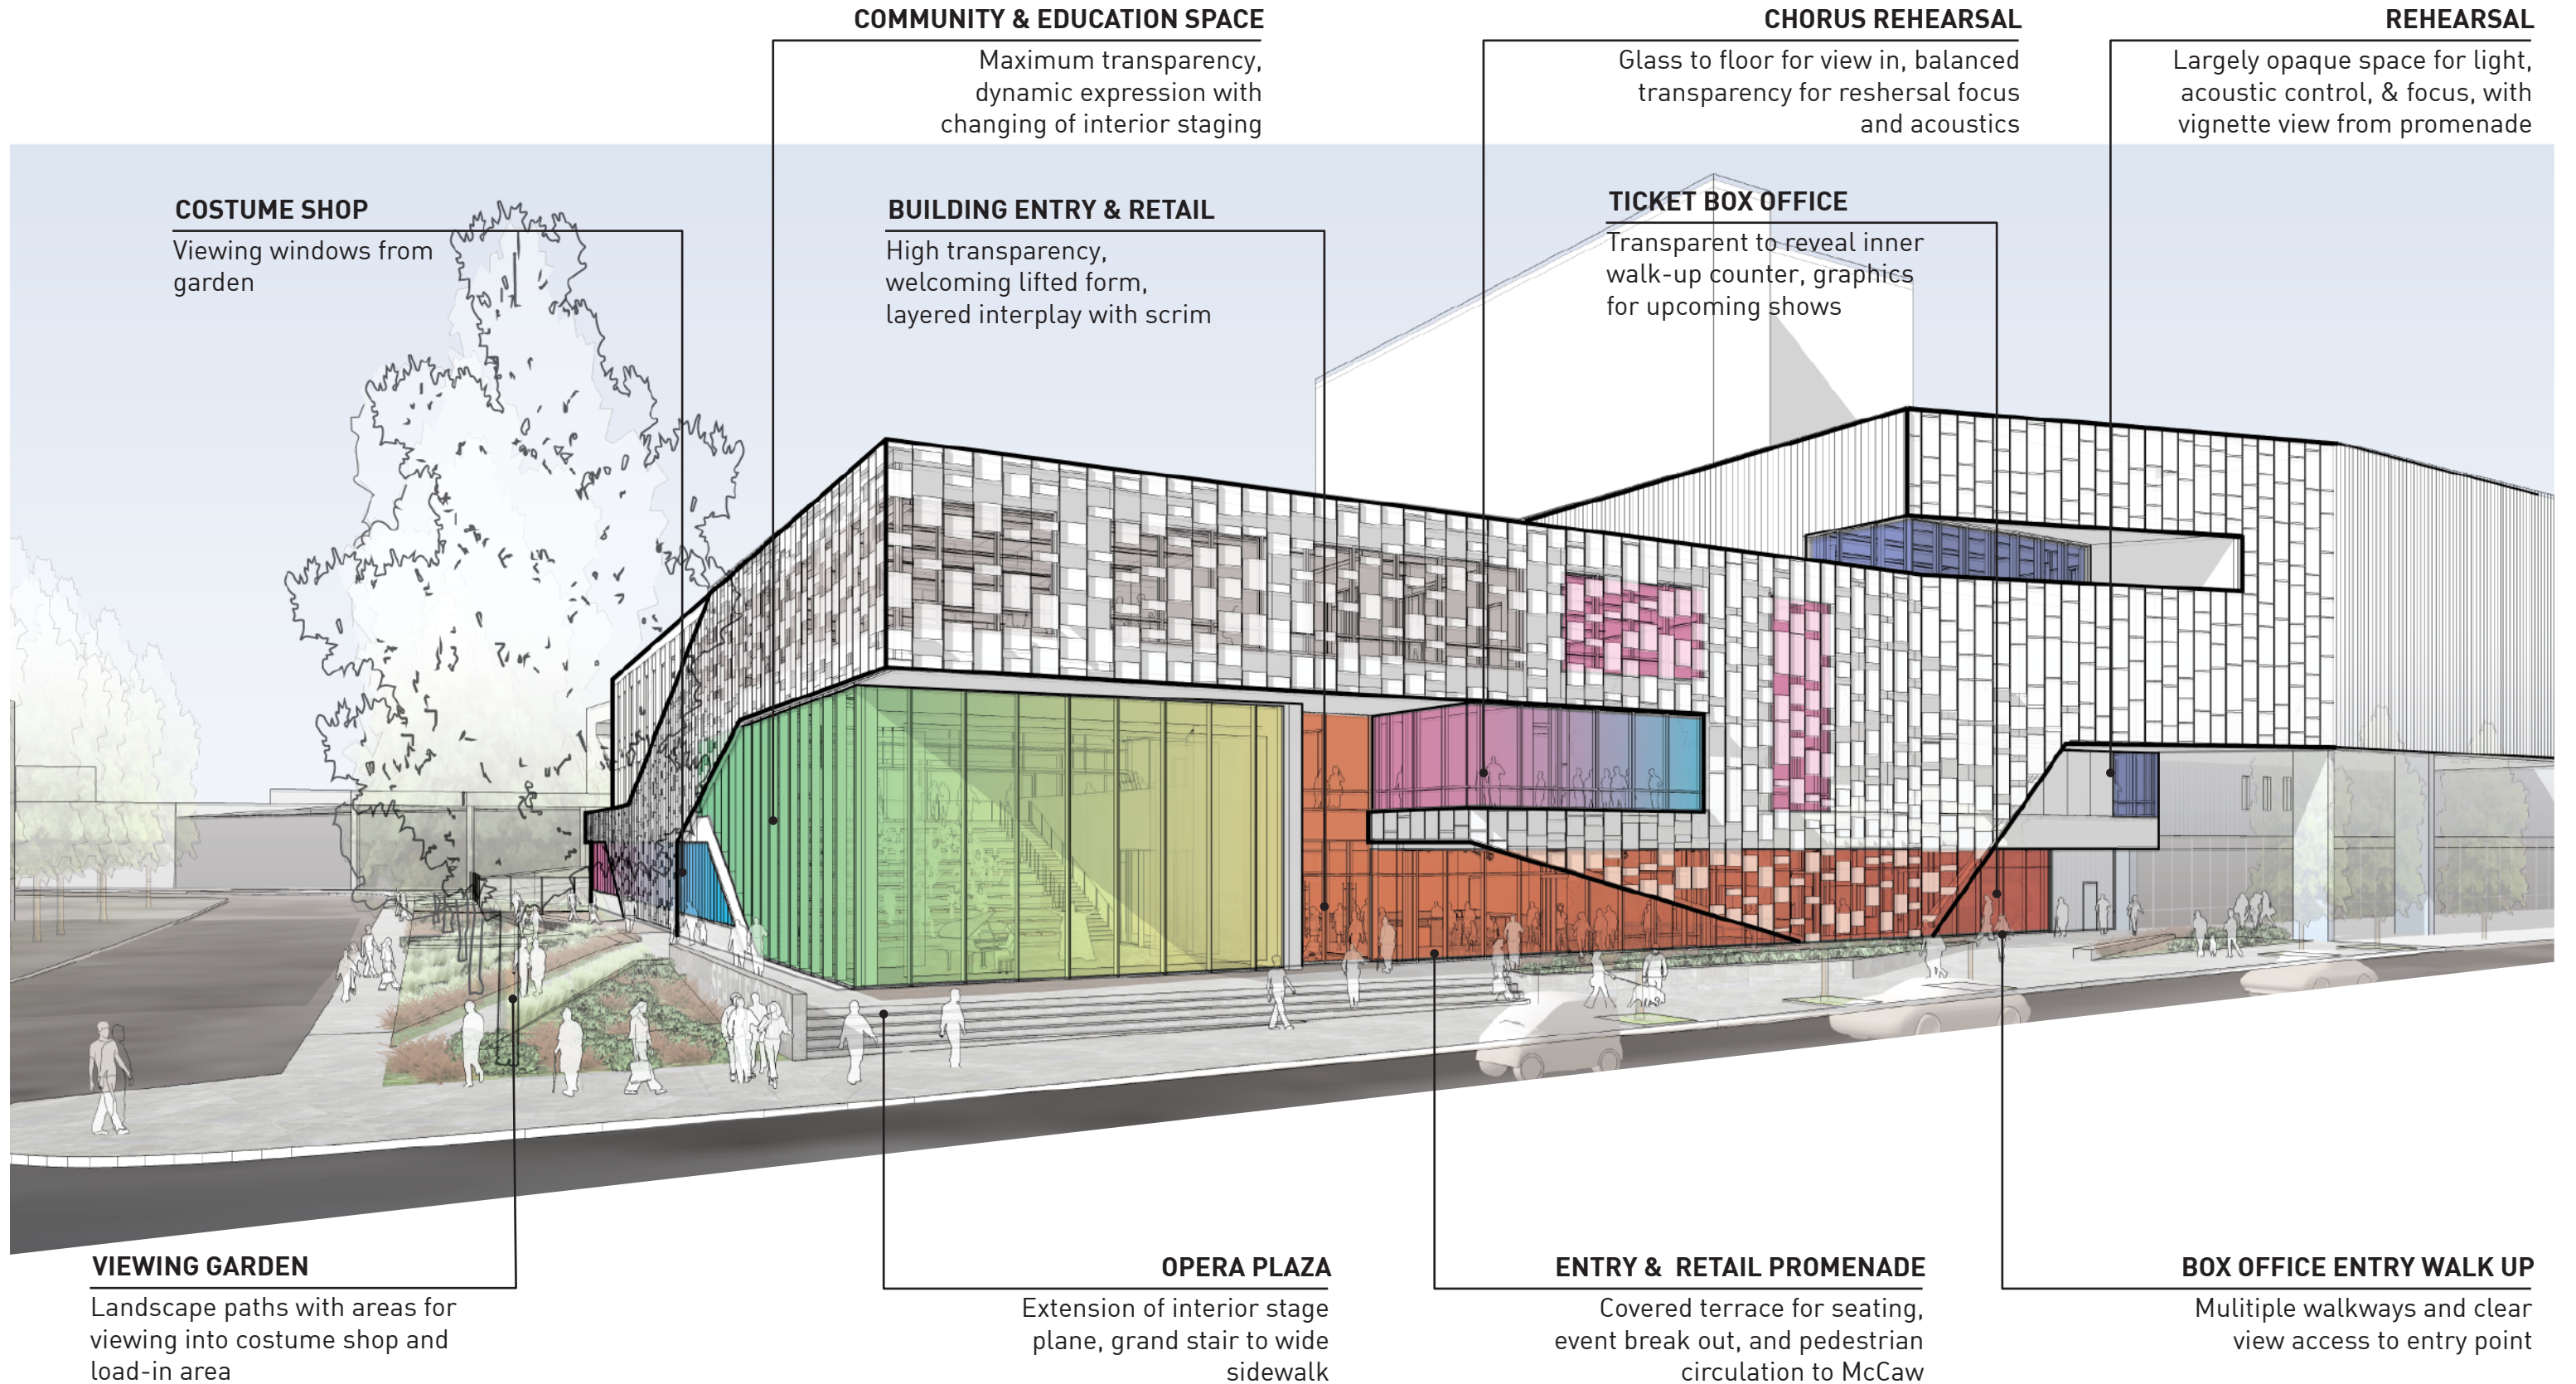 COMMUNITY & EDUCATION SPACE
Maximum transparency,
dynamic expression with
changing of interior staging
CHORUS REHEARSAL
Glass to floor for view in, balanced
transparency for reshersal focus
and acoustics
REHEARSAL
Largely opaque space for light,
acoustic control, & focus, with
vignette view from promenade
COSTUME SHOP
Viewing windows from
garden
BUILDING ENTRY & RETAIL
High transparency,
welcoming lifted form,
layered interplay with scrim
TICKET BOX OFFICE
Transparent to reveal inner
walk-up counter, graphics
for upcoming shows
VIEWING GARDEN
Landscape paths with areas for
viewing into costume shop and
load-in area
OPERA PLAZA
Extension of interior stage
plane, grand stair to wide
sidewalk
ENTRY & RETAIL PROMENADE
Covered terrace for seating,
event break out, and pedestrian
circulation to McCaw
BOX OFFICE ENTRY WALK UP
Mulitiple walkways and clear
view access to entry point